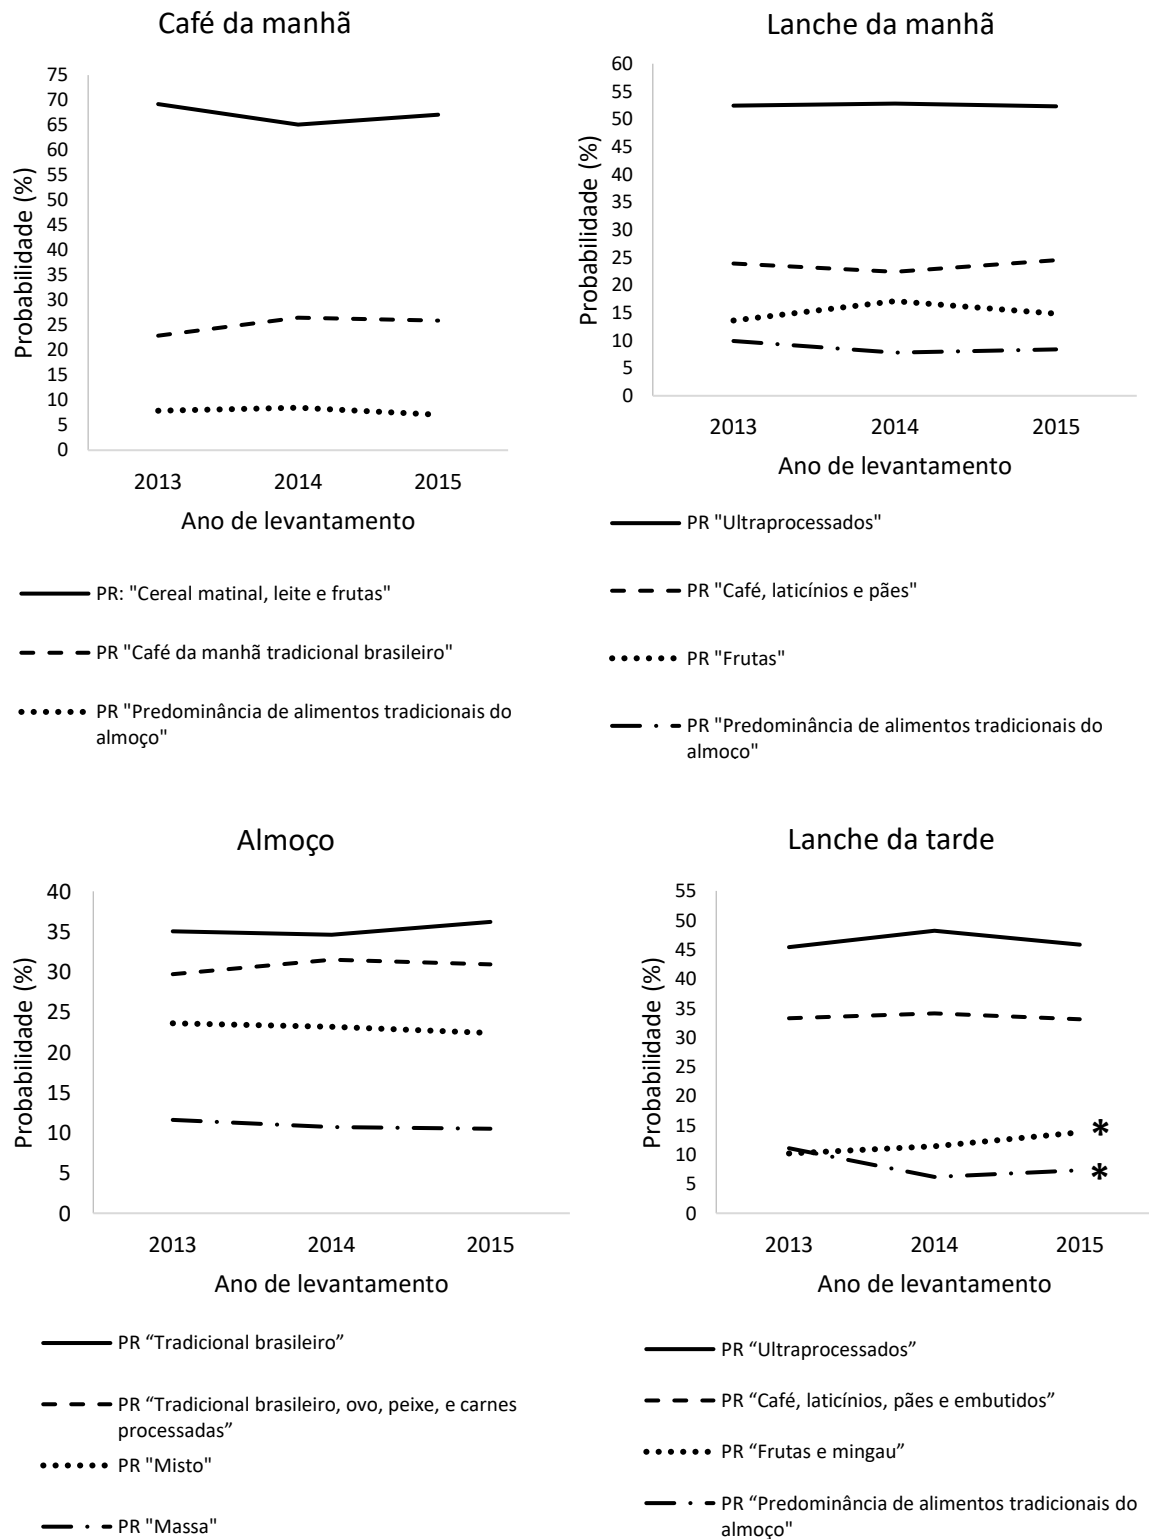 Café da manhã
75
70
65
60
55
50
45
40
35
30
25
20
15
10
5
0
Probabilidade (%)
2013 2014 2015
Ano de levantamento
PR: "Cereal matinal, leite e frutas"
PR "Café da manhã tradicional brasileiro"
PR "Predominância de alimentos tradicionais do
almoço"
Lanche da manhã
60
55
50
45
40
35
30
25
20
15
10
5
0
Probabilidade (%)
2013 2014 2015
Ano de levantamento
PR "Ultraprocessados"
PR "Café, laticínios e pães"
PR "Frutas"
PR "Predominância de alimentos tradicionais do
almoço"
Almoço
40
35
30
25
20
15
10
5
0
Probabilidade (%)
2013 2014 2015
Ano de levantamento
PR “Tradicional brasileiro”
PR “Tradicional brasileiro, ovo, peixe, e carnes
processadas”
PR "Misto"
PR "Massa"
Lanche da tarde
55
50
45
40
35
30
25
20
15
10
5
0
Probabilidade (%)
*
*
2013 2014 2015
Ano de levantamento
PR “Ultraprocessados”
PR “Café, laticínios, pães e embutidos”
PR “Frutas e mingau”
PR “Predominância de alimentos tradicionais do
almoço"